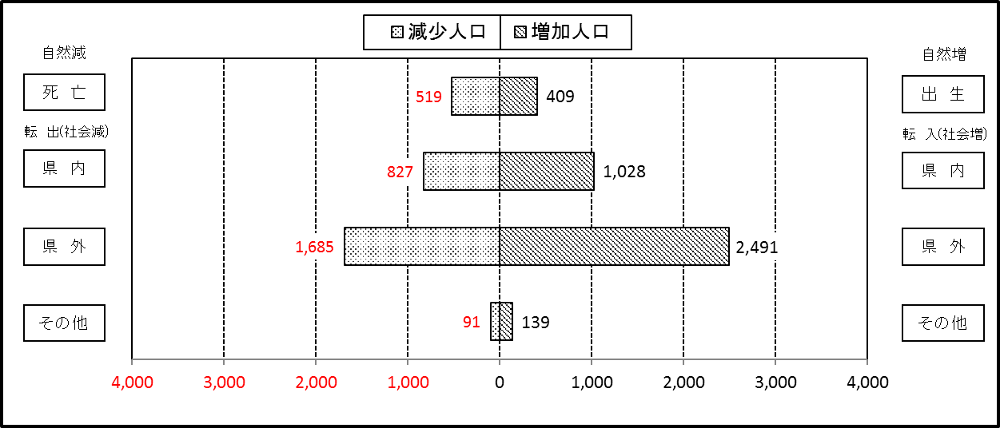 減少人口 増加人口
自然減 自然増
死 亡 519 409 出 生
転 出(社会減) 転 入(社会増)
県 内 827 1,028 県 内
県 外 1,685 2,491 県 外
その他 91 139 その他
4,000 3,000 2,000 1,000 0 1,000 2,000 3,000 4,000